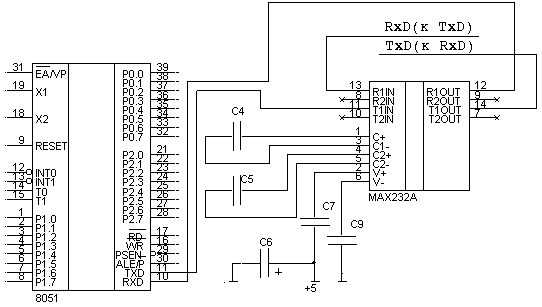 RxD(к TxD)
TxD(к RxD)
31 EA/VP P0.0 39
P0.1 38
19 X1 P0.2 37
P0.3 36
P0.4 35
18 X2 P0.5 34
P0.6 33
P0.7 32
9 RESET
P2.0 21
P2.1 22
12 INT0 P2.2 23
13 INT1 P2.3 24
14 T0 P2.4 25
15 T1 P2.5 26
P2.6 27
1 P1.0 P2.7 28
2 P1.1
3 P1.2 RD 17
4 P1.3 WR 16
5 P1.4 PSEN 29
6 P1.5 ALE/P 30
7 P1.6 TXD 11
8 P1.7 RXD 10
8051
13 R1IN R1OUT 12
8 R2IN R2OUT 9
11 T1IN T1OUT 14
10 T2IN T2OUT 7
1 C+
3 C1-
4 C2+
5 C2-
2 V+
6 V-
MAX232A
C4
C5
C7
C9
C6
+
+5